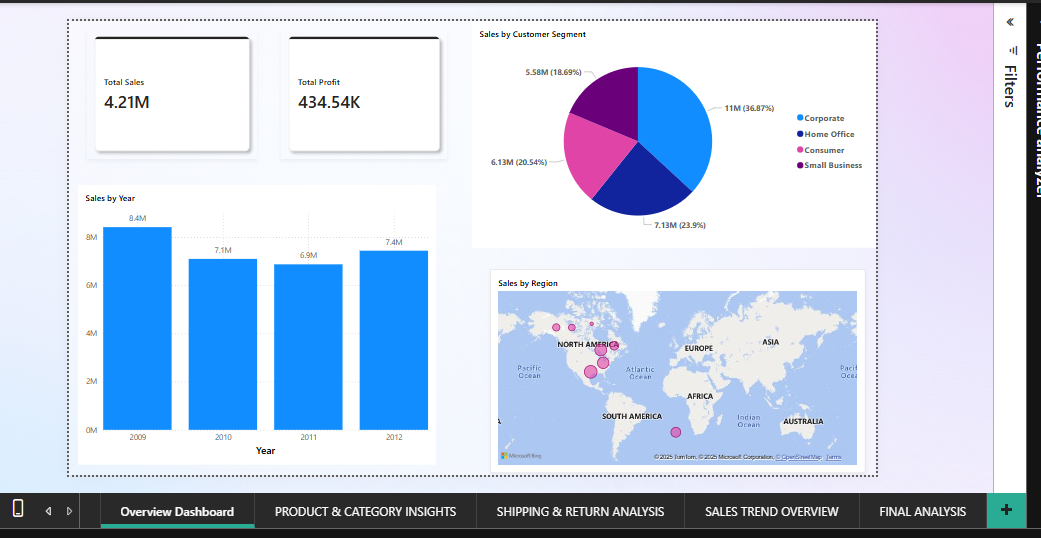 Total Sales
4.21M
Total Profit
434.54K
Sales by Customer Segment
5.58M (18.69%)
11M (36.87%)
6.13M (20.54%)
7.13M (23.9%)
Corporate
Home Office
Consumer
Small Business
Sales by Year
8.4M
7.1M
6.9M
7.4M
8M
6M
4M
2M
0M
2009
2010
2011
2012
Year
Sales by Region
NORTH AMERICA
EUROPE
ASIA
Pacific
Ocean
Atlantic
Ocean
Pacif
Ocea
AFRICA
SOUTH AMERICA
Indian
Ocean
AUSTRALIA
Microsoft Bing
© 2025 TomTom, © 2025 Microsoft Corporation, © OpenStreetMap Terms
Filters
Performance analyzer
Overview Dashboard
PRODUCT & CATEGORY INSIGHTS
SHIPPING & RETURN ANALYSIS
SALES TREND OVERVIEW
FINAL ANALYSIS